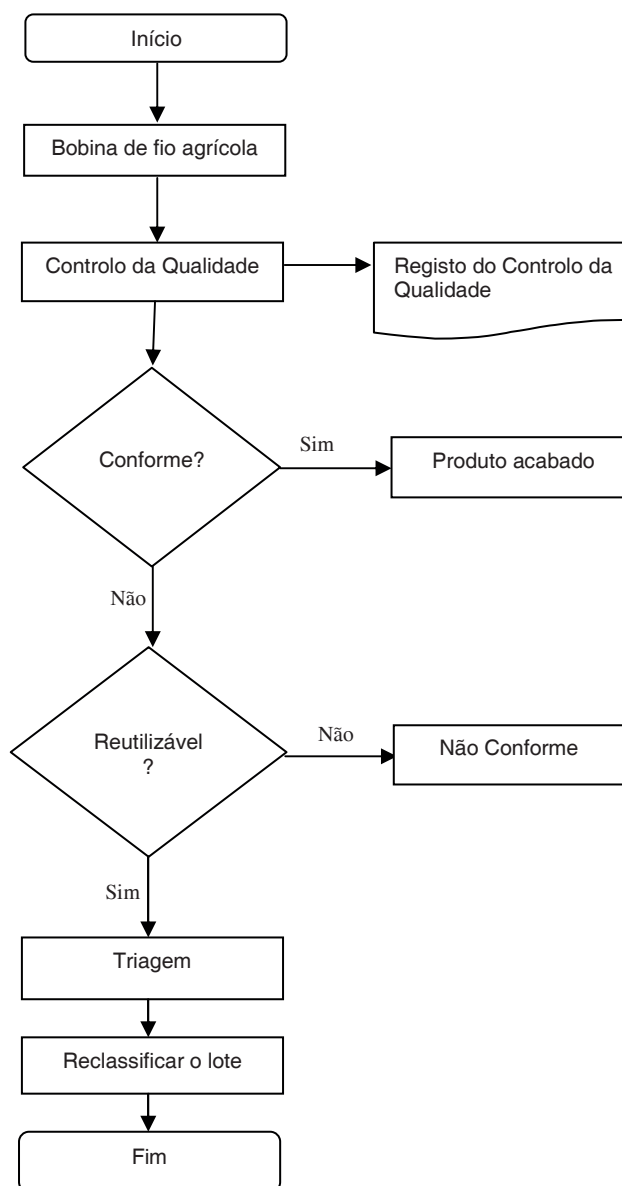 Início
Bobina de fio agrícola
Controlo da Qualidade
Registo do Controlo da
Qualidade
Conforme?
Sim
Produto acabado
Não
Reutilizável
?
Não
Não Conforme
Sim
Triagem
Reclassificar o lote
Fim